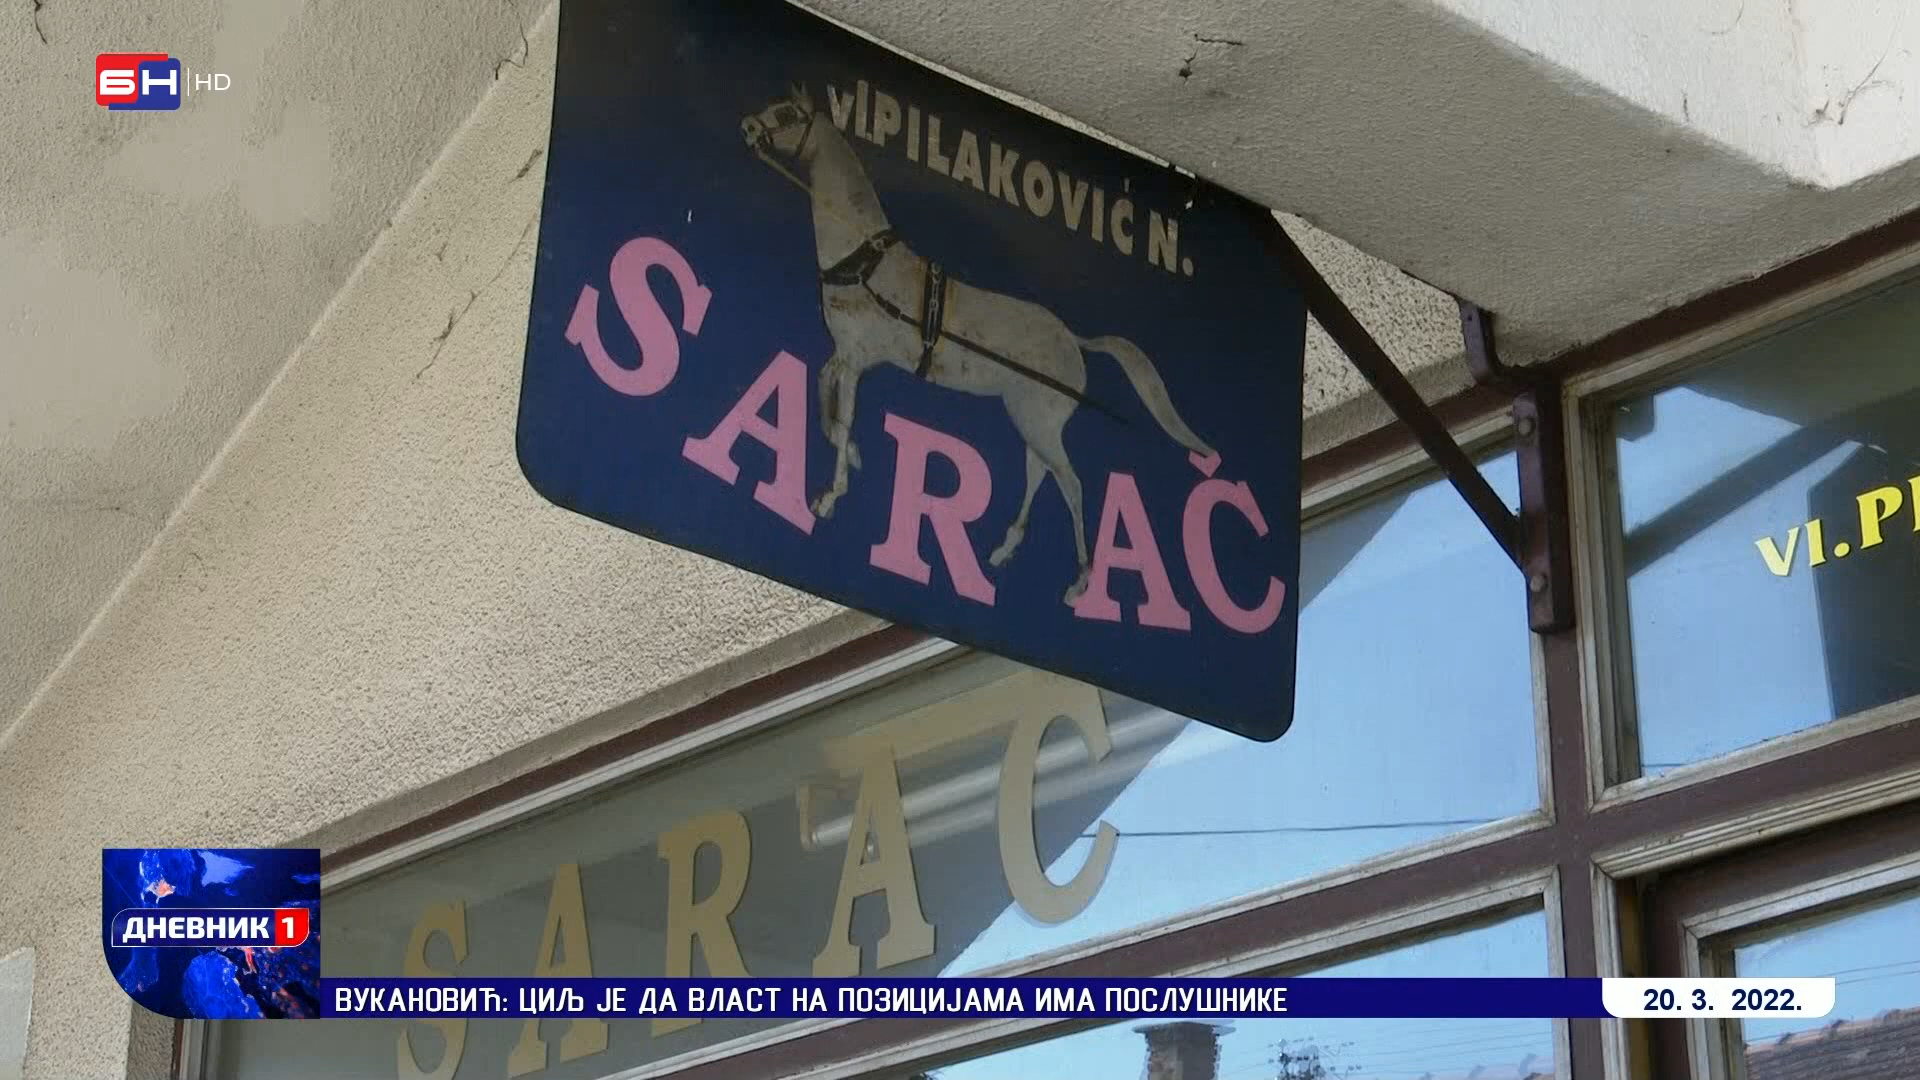 БН HD
vl.PILAKOVIĆ N.
SARAČ
vl.P
SARAČ
ДНЕВНИК 1
ВУКАНОВИЋ: ЦИЉ ЈЕ ДА ВЛАСТ НА ПОЗИЦИЈАМА ИМА ПОСЛУШНИКЕ
20. 3. 2022.